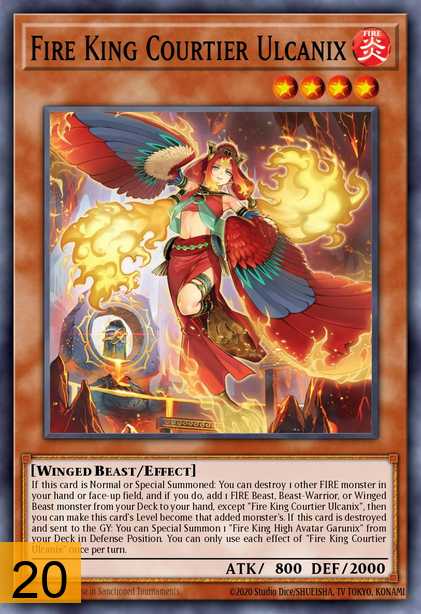 FIRE KING COURTIER ULCANIX
FIRE
炎
[WINGED BEAST/EFFECT]
If this card is Normal or Special Summoned: You can destroy 1 other FIRE monster in
your hand or face-up field, and if you do, add 1 FIRE Beast, Beast-Warrior, or Winged
Beast monster from your Deck to your hand, except "Fire King Courtier Ulcanix", then
you can make this card's Level become that added monster's. If this card is destroyed
and sent to the GY: You can Special Summon 1 "Fire King High Avatar Garunix" from
your Deck in Defense Position. You can only use each effect of "Fire King Courtier
Ulcanix" once per turn.
ATK/ 800 DEF/2000
20
Use in Sanctioned Tournaments
©2020 Studio Dice/SHUEISHA, TV TOKYO, KONAMI